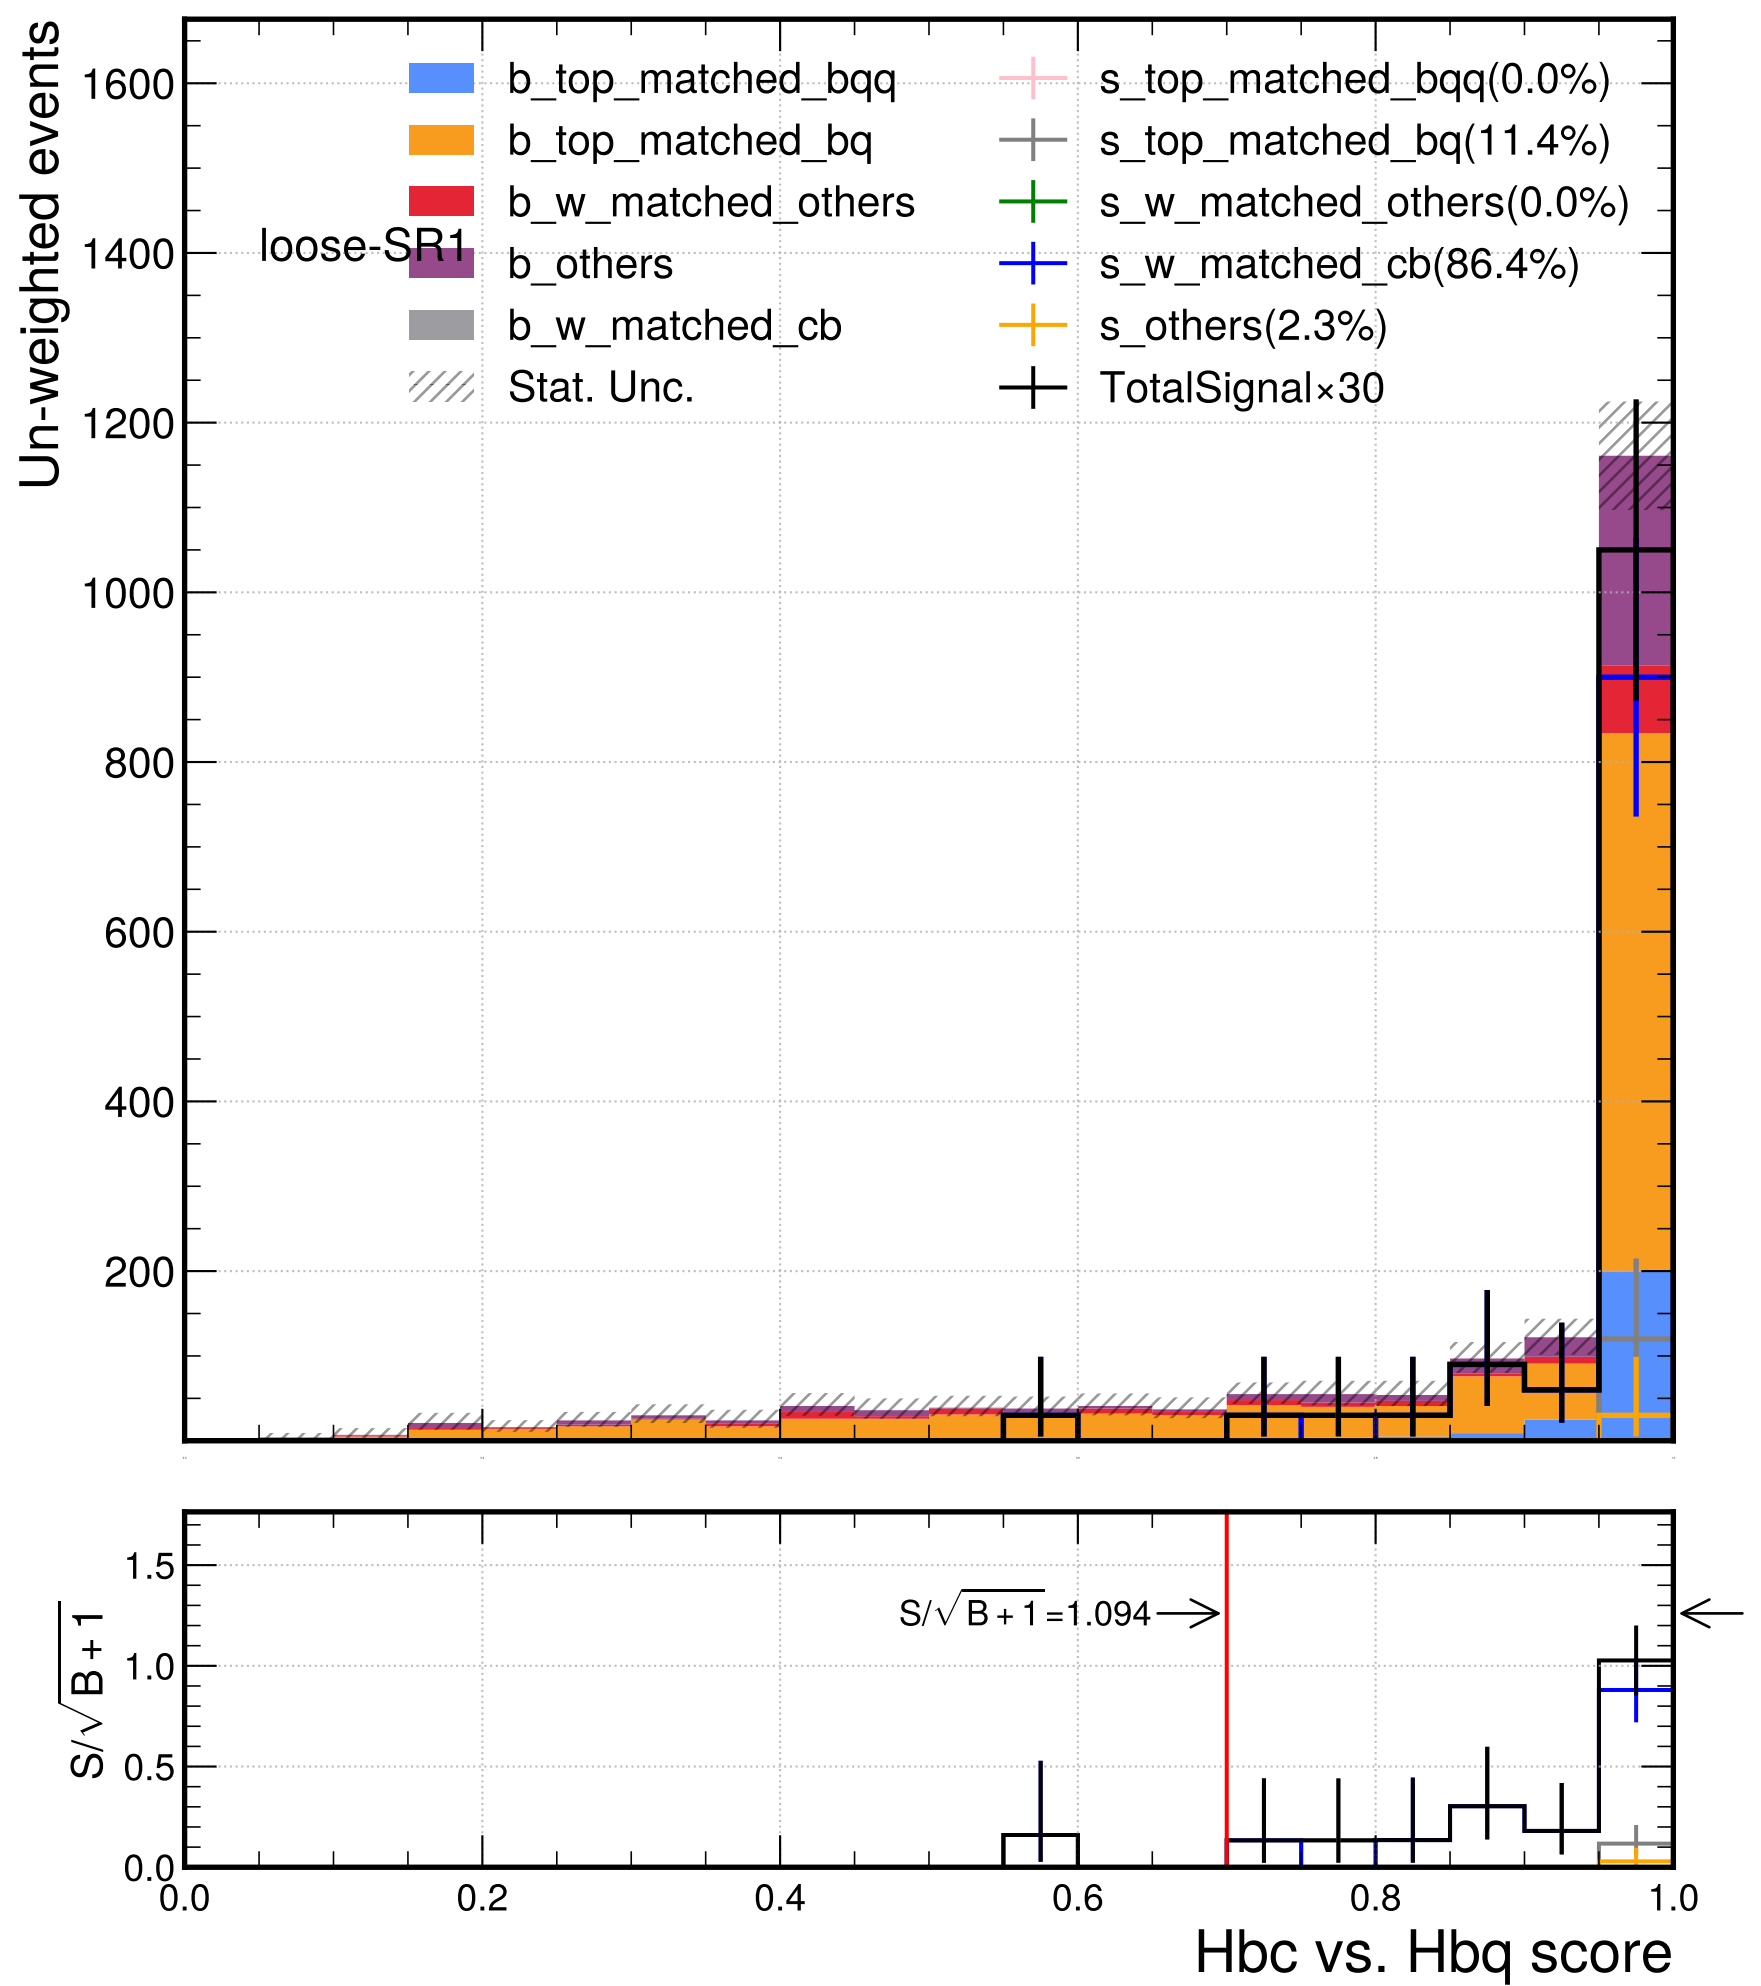 Un-weighted events
1600
1400
1200
1000
800
600
400
200
loose-SR1
b_top_matched_bqq
b_top_matched_bq
b_w_matched_others
b_others
b_w_matched_cb
Stat. Unc.
s_top_matched_bqq(0.0%)
s_top_matched_bq(11.4%)
s_w_matched_others(0.0%)
s_w_matched_cb(86.4%)
s_others(2.3%)
TotalSignal×30
S/√B + 1
1.5
1.0
0.5
0.0
S/√B + 1=1.094
0.0 0.2 0.4 0.6 0.8 1.0
Hbc vs. Hbq score